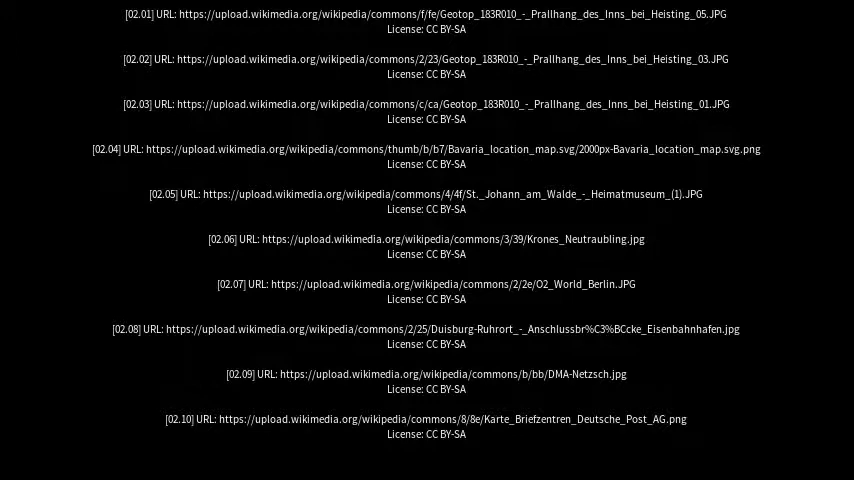 [02.01] URL: https://upload.wikimedia.org/wikipedia/commons/f/fe/Geotop_183R010_-_Prallhang_des_Inns_bei_Heisting_05.JPG
License: CC BY-SA
[02.02] URL: https://upload.wikimedia.org/wikipedia/commons/2/23/Geotop_183R010_-_Prallhang_des_Inns_bei_Heisting_03.JPG
License: CC BY-SA
[02.03] URL: https://upload.wikimedia.org/wikipedia/commons/c/ca/Geotop_183R010_-_Prallhang_des_Inns_bei_Heisting_01.JPG
License: CC BY-SA
[02.04] URL: https://upload.wikimedia.org/wikipedia/commons/thumb/b/b7/Bavaria_location_map.svg/2000px-Bavaria_location_map.svg.png
License: CC BY-SA
[02.05] URL: https://upload.wikimedia.org/wikipedia/commons/4/4f/St._Johann_am_Walde_-_Heimatmuseum_(1).JPG
License: CC BY-SA
[02.06] URL: https://upload.wikimedia.org/wikipedia/commons/3/39/Krones_Neutraubling.jpg
License: CC BY-SA
[02.07] URL: https://upload.wikimedia.org/wikipedia/commons/2/2e/O2_World_Berlin.JPG
License: CC BY-SA
[02.08] URL: https://upload.wikimedia.org/wikipedia/commons/2/25/Duisburg-Ruhrort_-_Anschlussbr%C3%BCcke_Eisenbahnhafen.jpg
License: CC BY-SA
[02.09] URL: https://upload.wikimedia.org/wikipedia/commons/b/bb/DMA-Netzsch.jpg
License: CC BY-SA
[02.10] URL: https://upload.wikimedia.org/wikipedia/commons/8/8e/Karte_Briefzentren_Deutsche_Post_AG.png
License: CC BY-SA